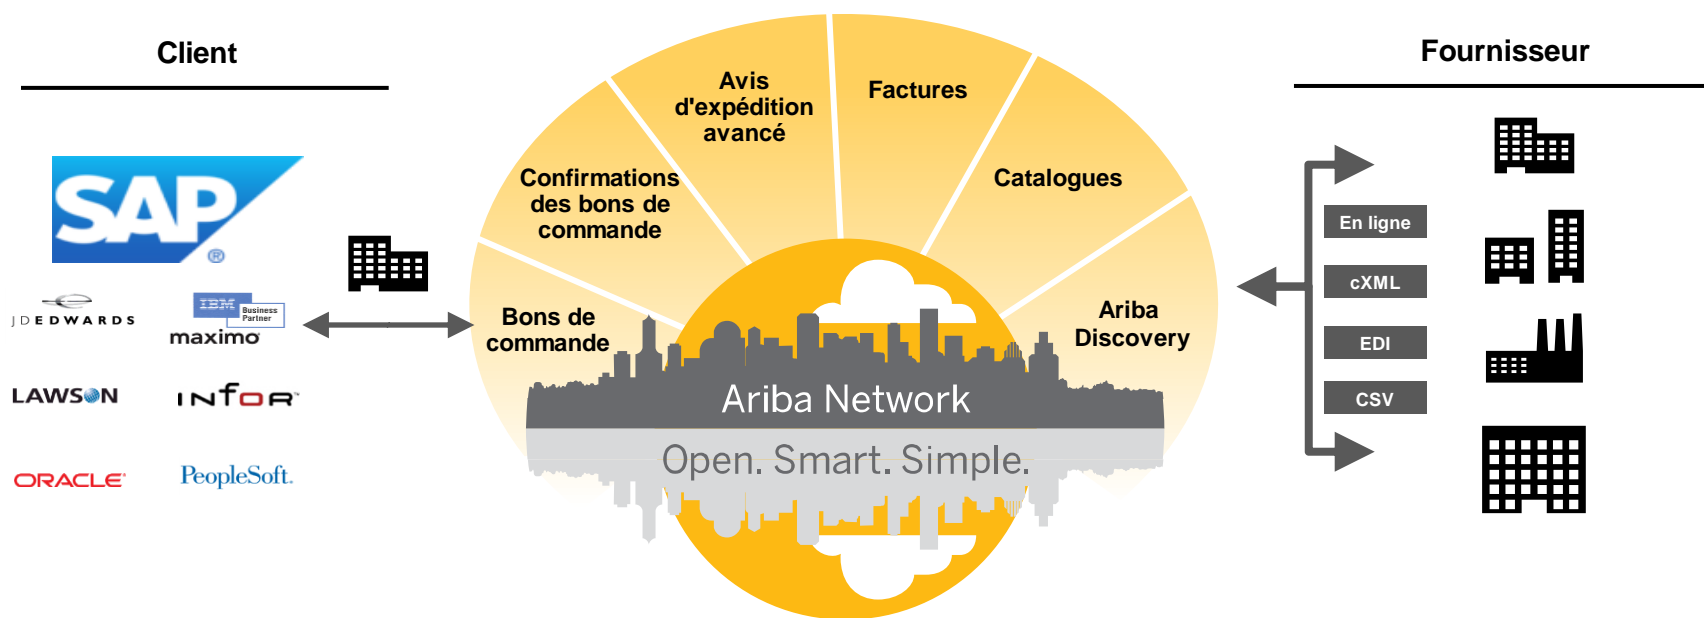 Client
SAP
®
JDEDWARDS
IBM
Business
Partner
maximo
LAWSON
INFOR
ORACLE
PeopleSoft.
Bons de
commande
Confirmations
des bons de
commande
Avis
d'expédition
avancé
Factures
Catalogues
Ariba
Discovery
Ariba Network
Open. Smart. Simple.
Fournisseur
En ligne
cXML
EDI
CSV